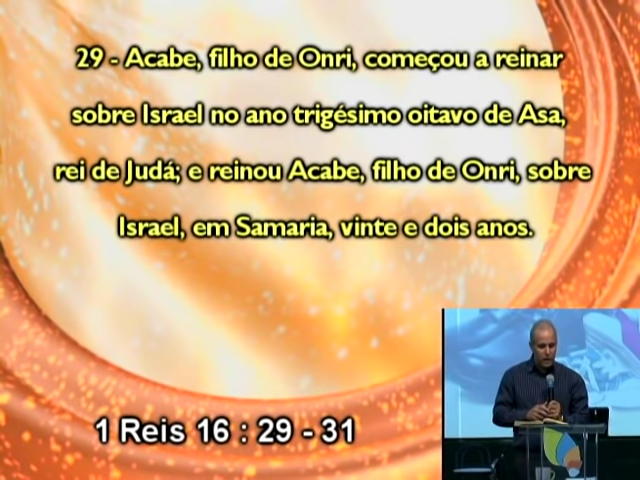 29 - Acabe, filho de Onri, começou a reinar
sobre Israel no ano trigésimo oitavo de Asa,
rei de Judá; e reinou Acabe, filho de Onri, sobre
Israel, em Samaria, vinte e dois anos.
1 Reis 16 : 29 - 31